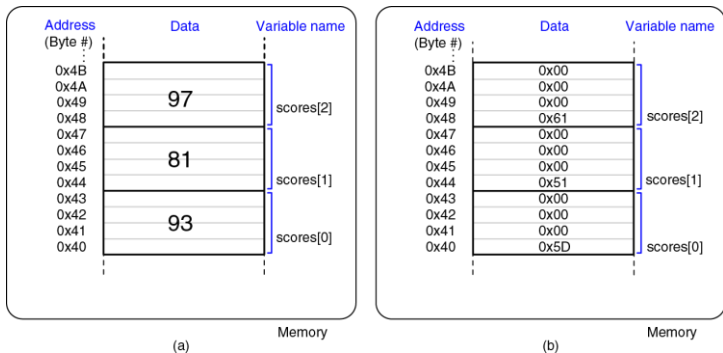 Address Data Variable name
(Byte #)
0x4B
0x4A
0x49
0x48
97
scores[2]
0x47
0x46
0x45
0x44
81
scores[1]
0x43
0x42
0x41
0x40
93
scores[0]
Memory
(a)
Address Data Variable name
(Byte #)
0x4B 0x00
0x4A 0x00
0x49 0x00
0x48 0x61
scores[2]
0x47 0x00
0x46 0x00
0x45 0x00
0x44 0x51
scores[1]
0x43 0x00
0x42 0x00
0x41 0x00
0x40 0x5D
scores[0]
Memory
(b)